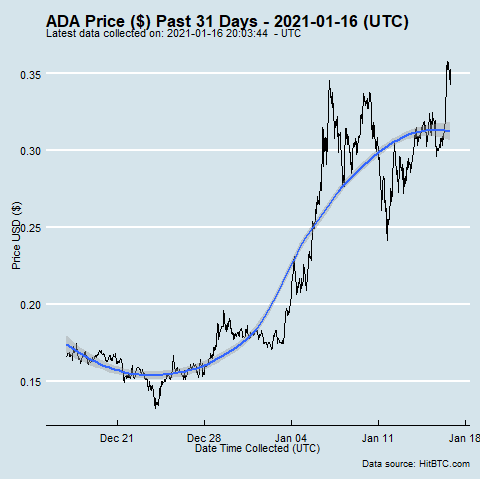 ADA Price ($) Past 31 Days - 2021-01-16 (UTC)
Latest data collected on: 2021-01-16 20:03:44 - UTC
0.35
0.30
0.25
0.20
0.15
Price USD ($)
Dec 21
Dec 28
Jan 04
Jan 11
Jan 18
Date Time Collected (UTC)
Data source: HitBTC.com